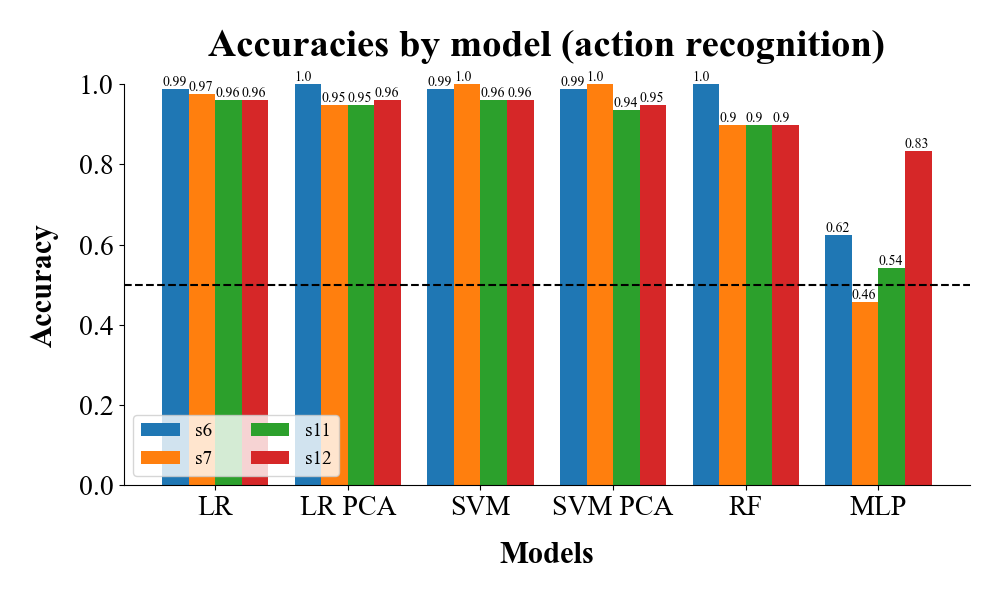 Accuracies by model (action recognition)
1.0
0.8
0.6
0.4
0.2
0.0
Accuracy
0.99 0.97 0.96 0.96
1.0 0.95 0.95 0.96
0.99 1.0 0.96 0.96
0.99 1.0 0.94 0.95
1.0 0.9 0.9 0.9
0.62 0.46 0.54 0.83
s6 s11
s7 s12
LR LR PCA SVM SVM PCA RF MLP
Models